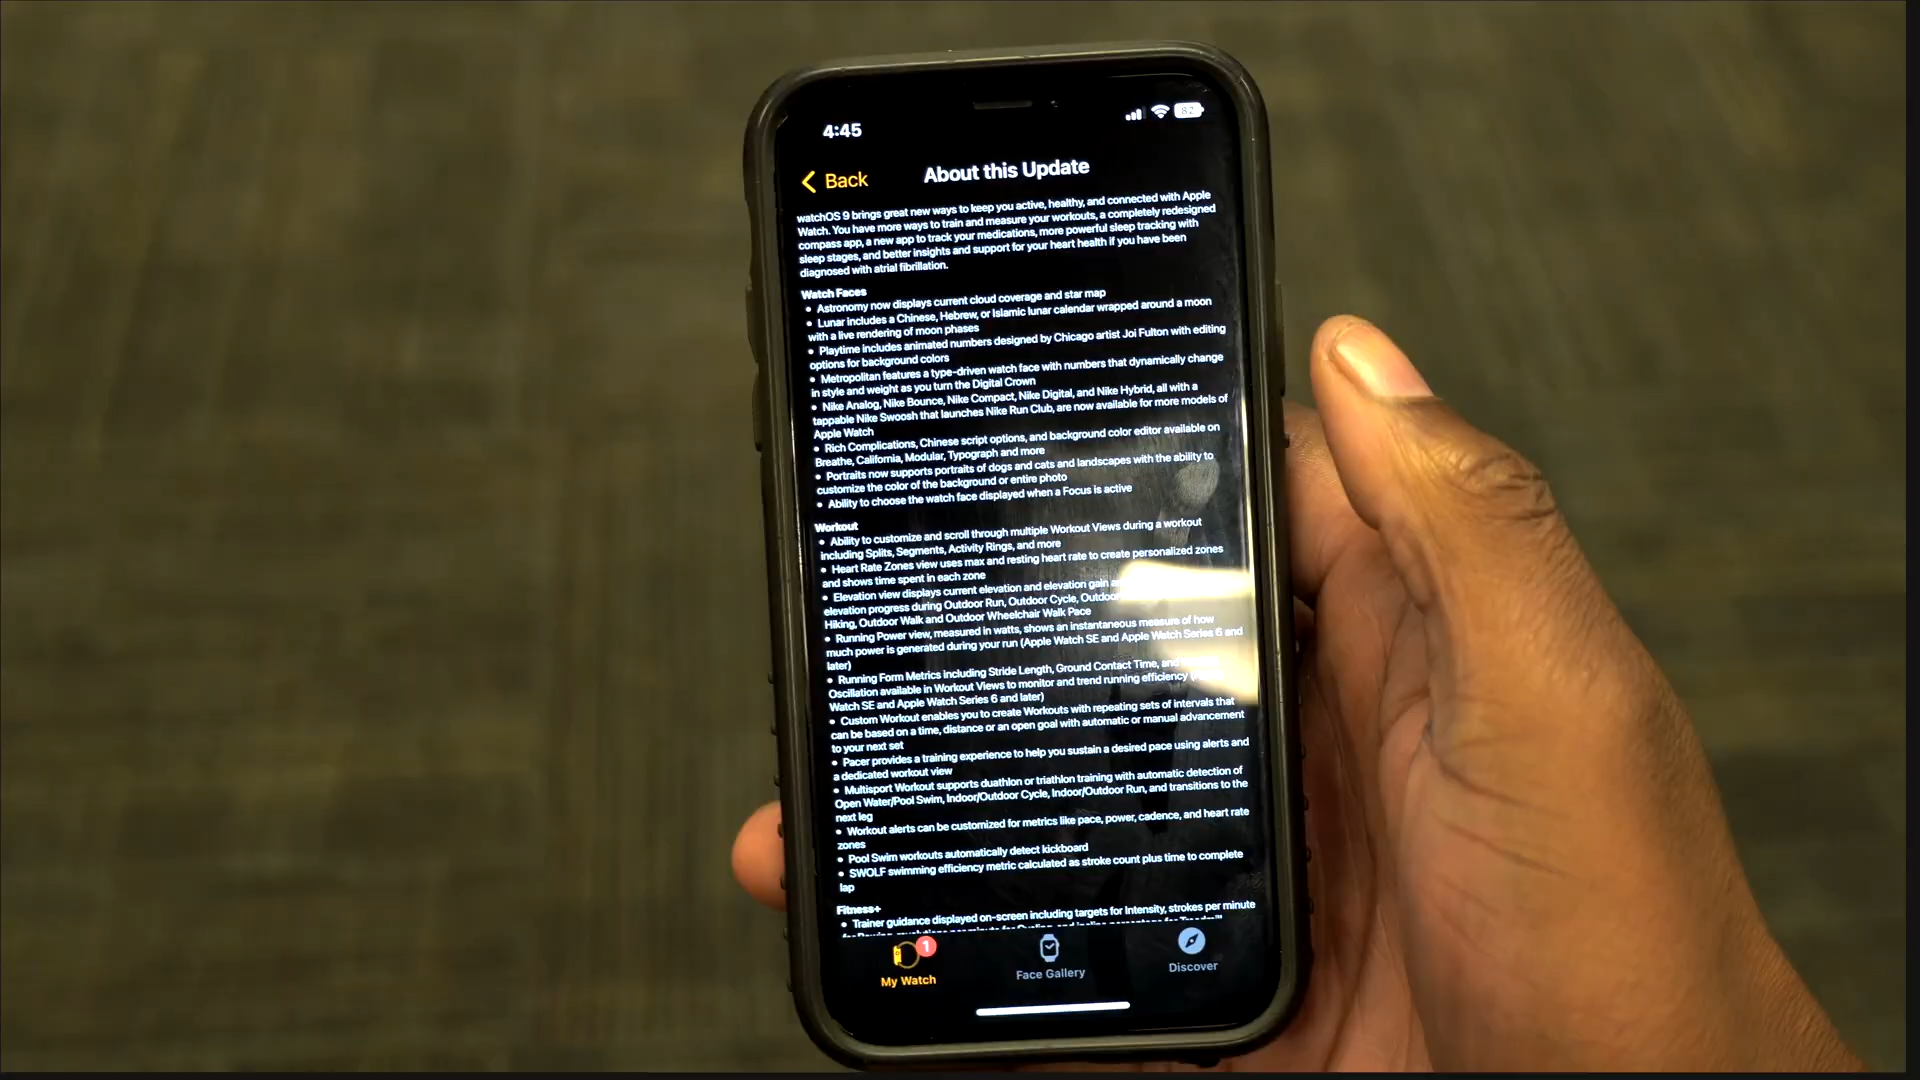 4:45
82
Back
About this Update
watchOS 9 brings great new ways to keep you active, healthy, and connected with Apple
Watch. You have more ways to train and measure your workouts, a completely redesigned
compass app, a new app to track your medications, more powerful sleep tracking with
sleep stages, and better insights and support for your heart health if you have been
diagnosed with atrial fibrillation.
Watch Faces
• Astronomy now displays current cloud coverage and star map
• Lunar includes a Chinese, Hebrew, or Islamic lunar calendar wrapped around a moon
with a live rendering of moon phases
• Playtime includes animated numbers designed by Chicago artist Joi Fulton with editing
options for background colors
• Metropolitan features a type-driven watch face with numbers that dynamically change
in style and weight as you turn the Digital Crown
• Nike Analog, Nike Bounce, Nike Compact, Nike Digital, and Nike Hybrid, all with a
tappable Nike Swoosh that launches Nike Run Club, are now available for more models of
Apple Watch
• Rich Complications, Chinese script options, and background color editor available on
Breathe, California, Modular, Typograph and more
• Portraits now supports portraits of dogs and cats and landscapes with the ability to
customize the color of the background or entire photo
• Ability to choose the watch face displayed when a Focus is active
Workout
• Ability to customize and scroll through multiple Workout Views during a workout
including Splits, Segments, Activity Rings, and more
• Heart Rate Zones view uses max and resting heart rate to create personalized zones
and shows time spent in each zone
• Elevation view displays current elevation and elevation gain
elevation progress during Outdoor Run, Outdoor Cycle, Outdoor
Hiking, Outdoor Walk and Outdoor Wheelchair Walk Pace
• Running Power view, measured in watts, shows an instantaneous measure of how
much power is generated during your run (Apple Watch SE and Apple Watch Series 6 and
later)
• Running Form Metrics including Stride Length, Ground Contact Time, and
Oscillation available in Workout Views to monitor and trend running efficiency
Watch SE and Apple Watch Series 6 and later)
• Custom Workout enables you to create Workouts with repeating sets of intervals that
can be based on a time, distance or an open goal with automatic or manual advancement
to your next set
• Pacer provides a training experience to help you sustain a desired pace using alerts and
a dedicated workout view
• Multisport Workout supports duathlon or triathlon training with automatic detection of
Open Water/Pool Swim, Indoor/Outdoor Cycle, Indoor/Outdoor Run, and transitions to the
next leg
• Workout alerts can be customized for metrics like pace, power, cadence, and heart rate
zones
• Pool Swim workouts automatically detect kickboard
• SWOLF swimming efficiency metric calculated as stroke count plus time to complete
lap
Fitness+
• Trainer guidance displayed on-screen including targets for Intensity, strokes per minute
1
My Watch
Face Gallery
Discover